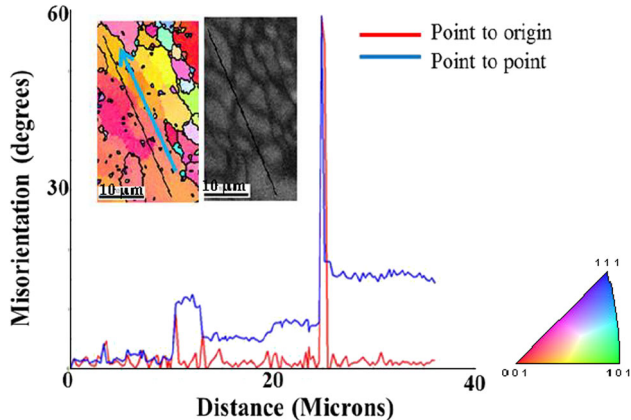 60
Point to origin
Point to point
Misorientation (degrees)
10 μm
10 μm
30
111
0
20
40
001
101
Distance (Microns)